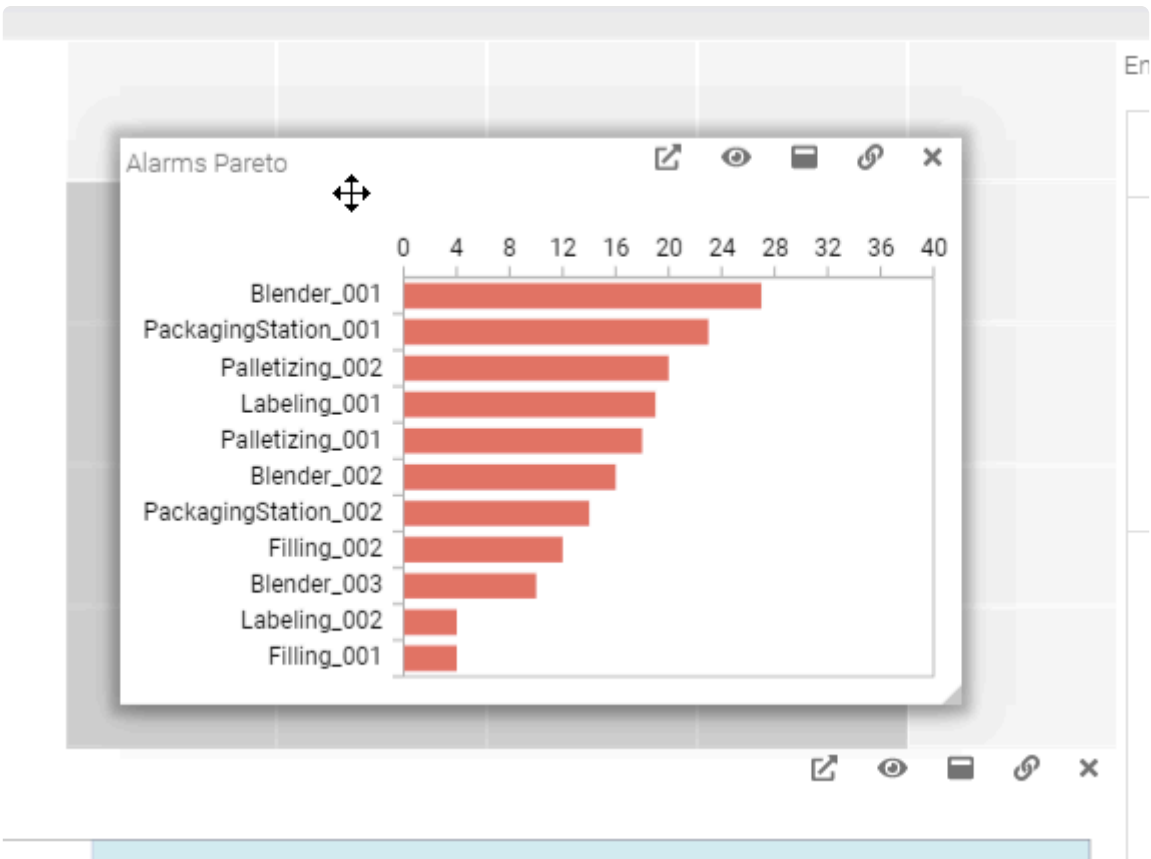 En
Alarms Pareto
0 4 8 12 16 20 24 28 32 36 40
Blender_001
PackagingStation_001
Palletizing_002
Labeling_001
Palletizing_001
Blender_002
PackagingStation_002
Filling_002
Blender_003
Labeling_002
Filling_001